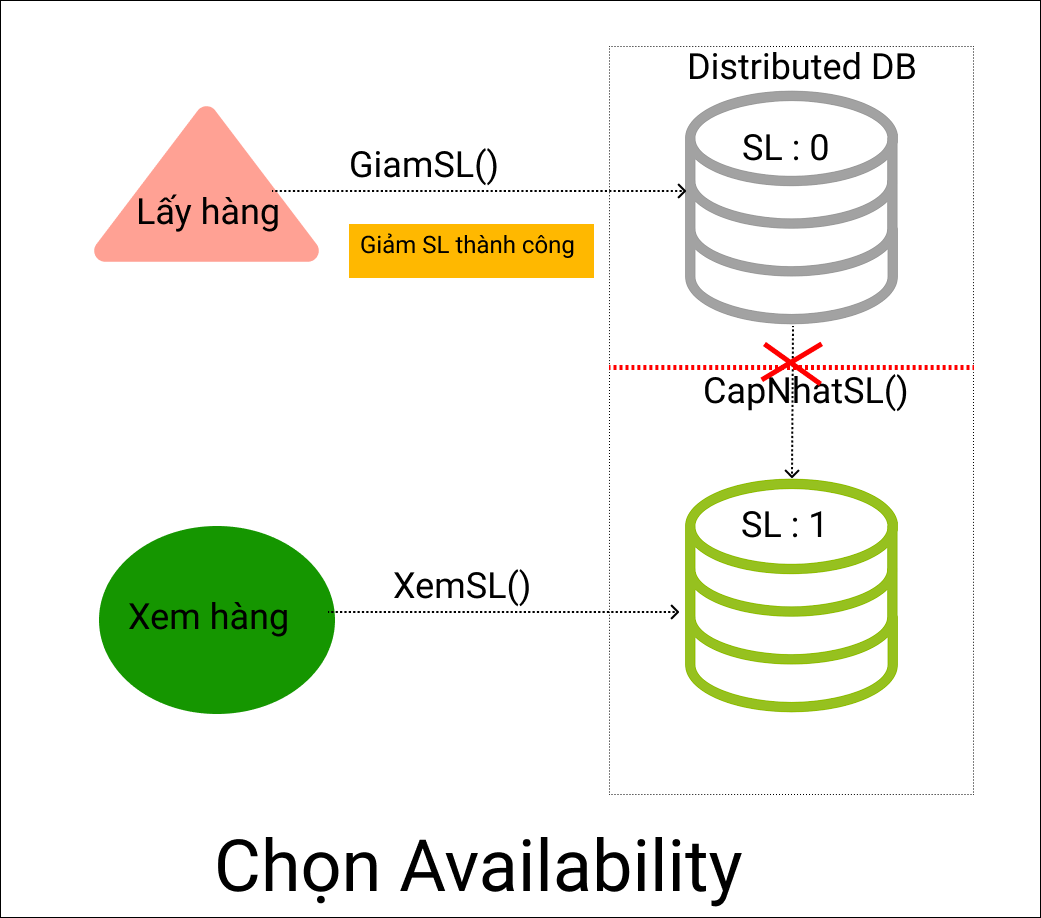 Distributed DB
SL : 0
GiamSL()
Lấy hàng
Giảm SL thành công
CapNhatSL()
SL : 1
XemSL()
Xem hàng
Chọn Availability